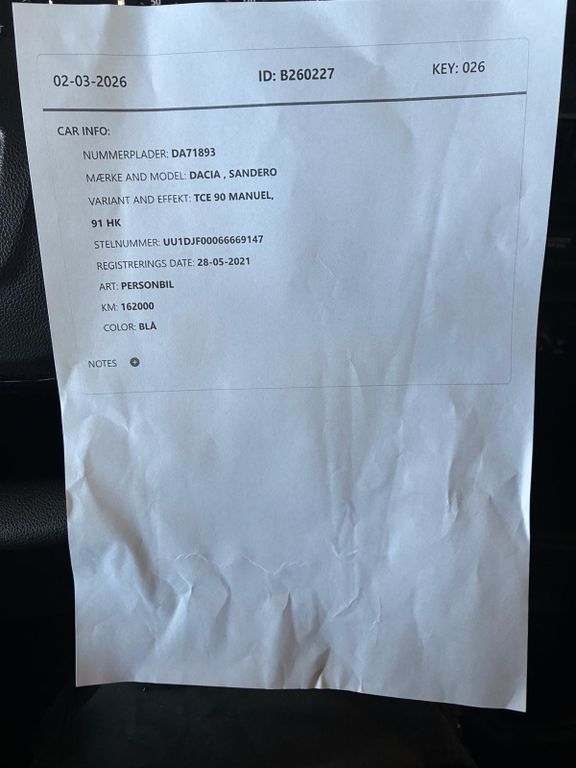 02-03-2026 ID: B260227 KEY: 026
CAR INFO:
NUMMERPLADER: DA71893
MÆRKE AND MODEL: DACIA , SANDERO
VARIANT AND EFFEKT: TCE 90 MANUEL,
91 HK
STELNUMMER: UU1DJF00066669147
REGISTRERINGS DATE: 28-05-2021
ART: PERSONBIL
KM: 162000
COLOR: BLÅ
NOTES